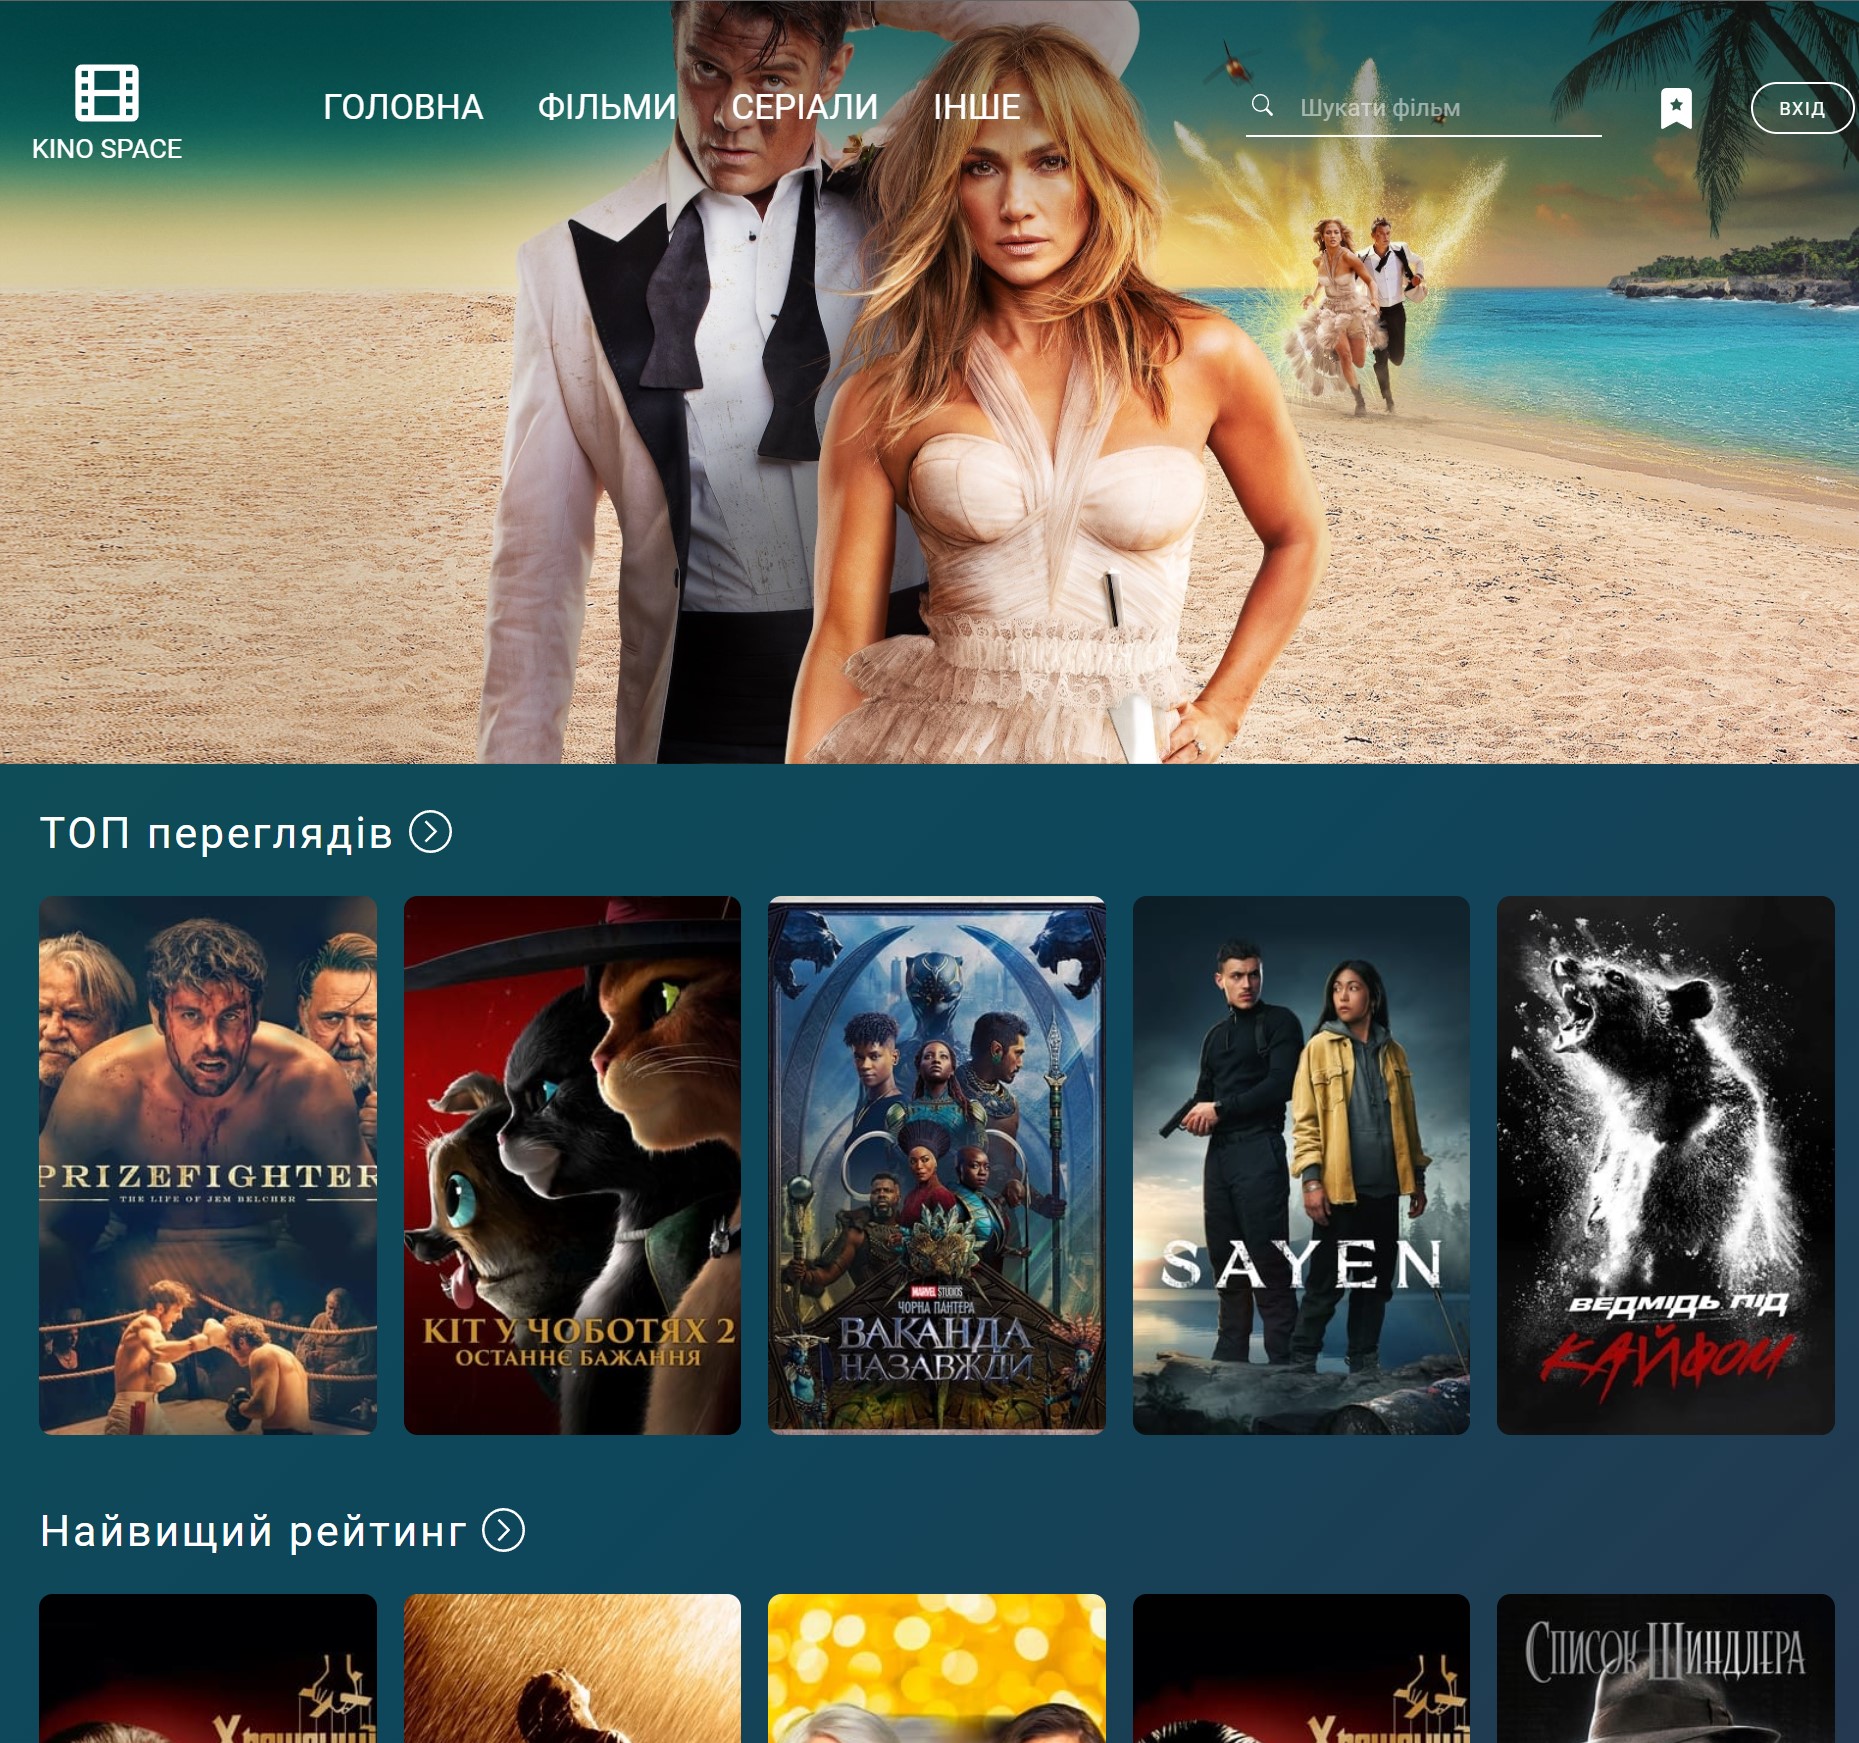 KINO SPACE
ГОЛОВНА
ФІЛЬМИ
СЕРІАЛИ
ІНШЕ
Шукати фільм
ВХІД
ТОП переглядів
PRIZEFIGHTER
THE LIFE OF JEM BELCHER
КІТ У ЧОБОТЯХ 2
ОСТАННЄ БАЖАННЯ
MARVEL STUDIOS
ЧОРНА ПАНТЕРА
ВАКАНДА
НАЗАВЖДИ
SAYEN
ВЕДМІДЬ ПІД
КАЙФОМ
Найвищий рейтинг
Хрещений
Хрещений
Список Шиндлера